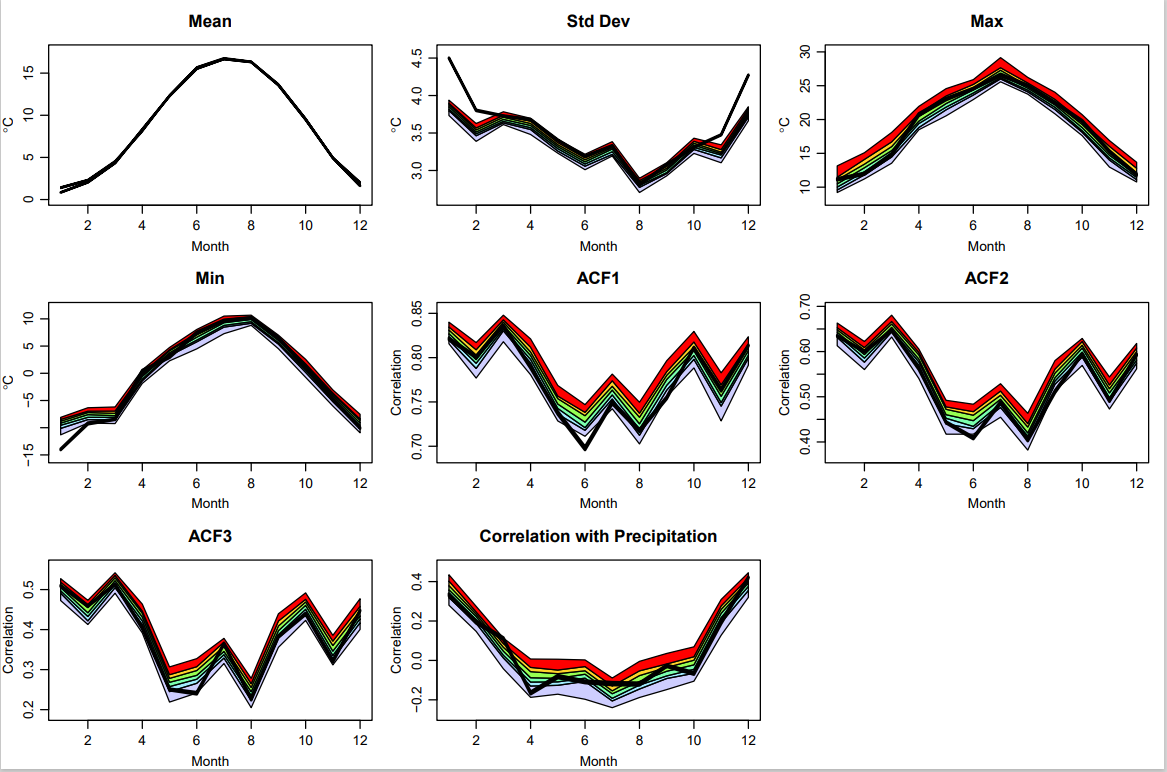 Mean
°C
0 5 10 15
2 4 6 8 10 12
Month
Std Dev
°C
3.0 3.5 4.0 4.5
2 4 6 8 10 12
Month
Max
°C
10 15 20 25 30
2 4 6 8 10 12
Month
Min
°C
−15 −5 0 5 10
2 4 6 8 10 12
Month
ACF1
Correlation
0.70 0.75 0.80 0.85
2 4 6 8 10 12
Month
ACF2
Correlation
0.40 0.50 0.60 0.70
2 4 6 8 10 12
Month
ACF3
Correlation
0.2 0.3 0.4 0.5
2 4 6 8 10 12
Month
Correlation with Precipitation
Correlation
−0.2 0.0 0.2 0.4
2 4 6 8 10 12
Month